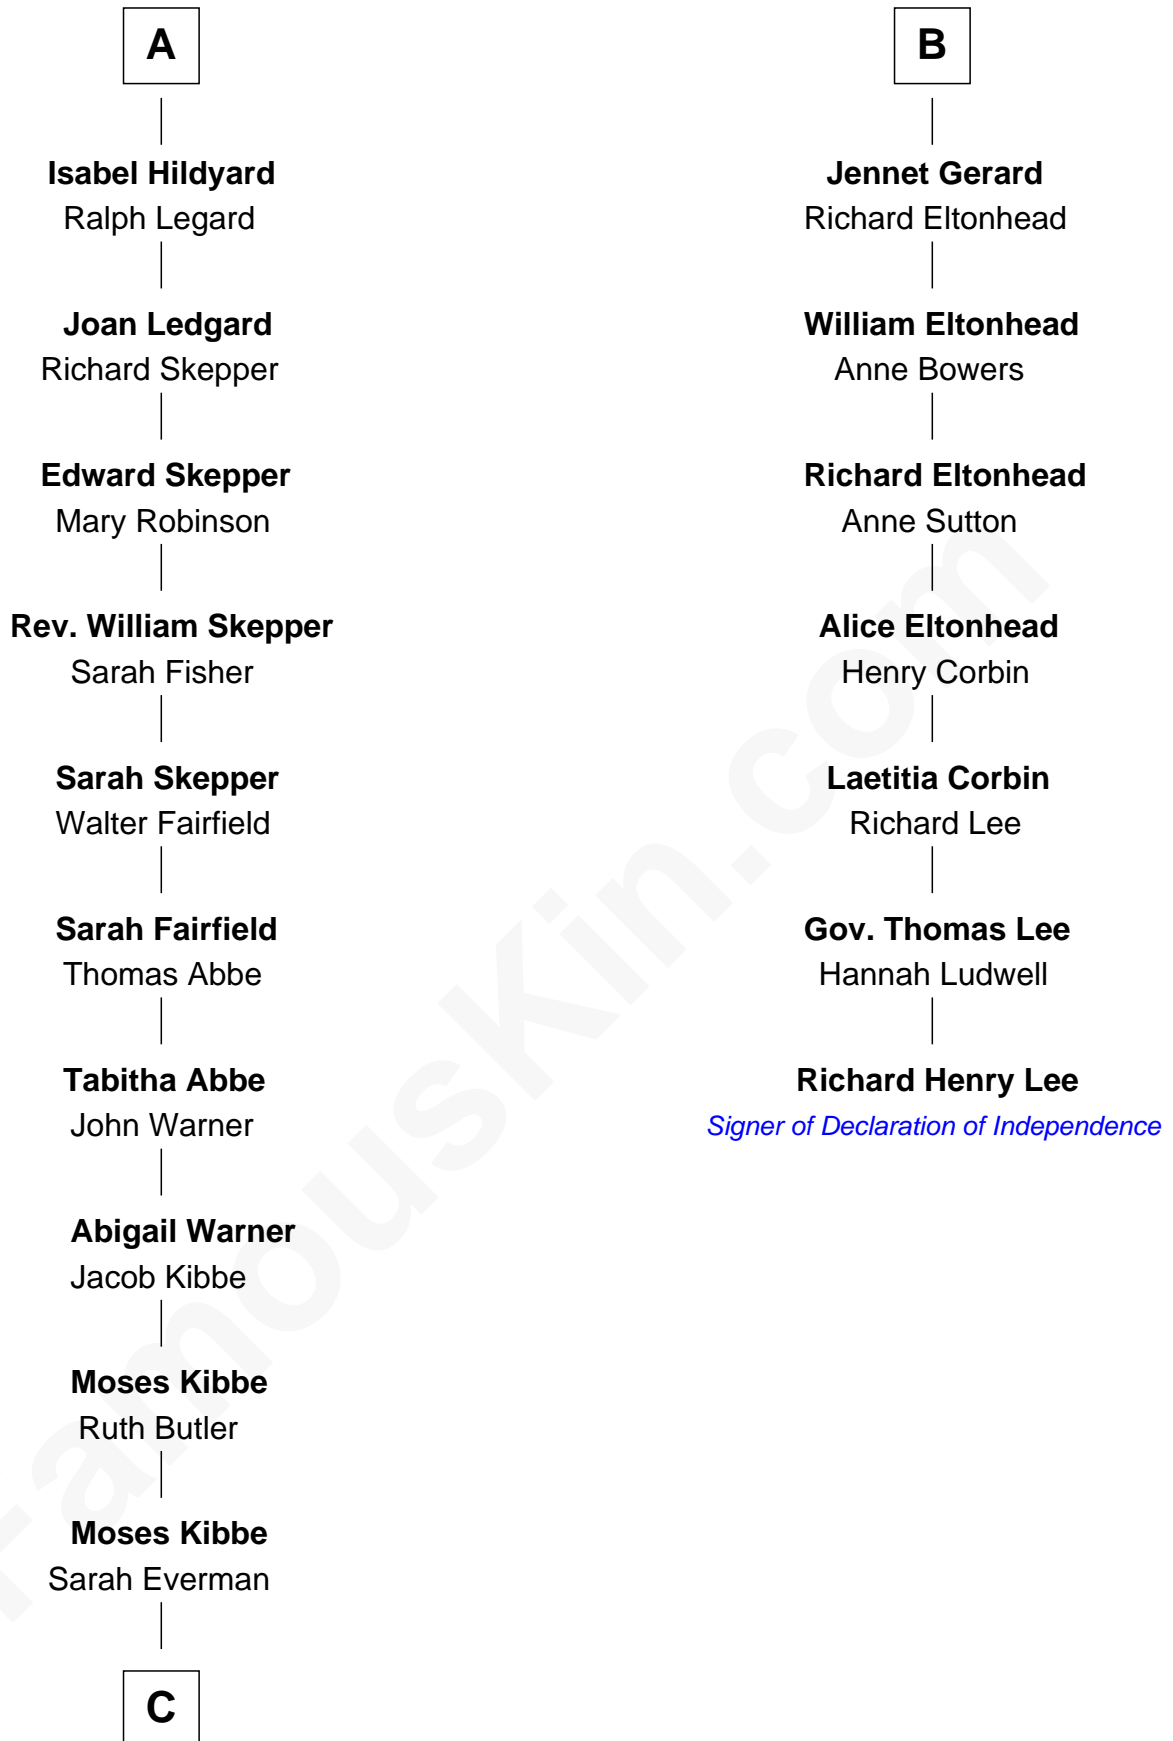 A
Isabel Hildyard
Ralph Legard
Joan Ledgard
Richard Skepper
Edward Skepper
Mary Robinson
Rev. William Skepper
Sarah Fisher
Sarah Skepper
Walter Fairfield
Sarah Fairfield
Thomas Abbe
Tabitha Abbe
John Warner
Abigail Warner
Jacob Kibbe
Moses Kibbe
Ruth Butler
Moses Kibbe
Sarah Everman
C
B
Jennet Gerard
Richard Eltonhead
William Eltonhead
Anne Bowers
Richard Eltonhead
Anne Sutton
Alice Eltonhead
Henry Corbin
Laetitia Corbin
Richard Lee
Gov. Thomas Lee
Hannah Ludwell
Richard Henry Lee
Signer of Declaration of Independence
FamousKin.com